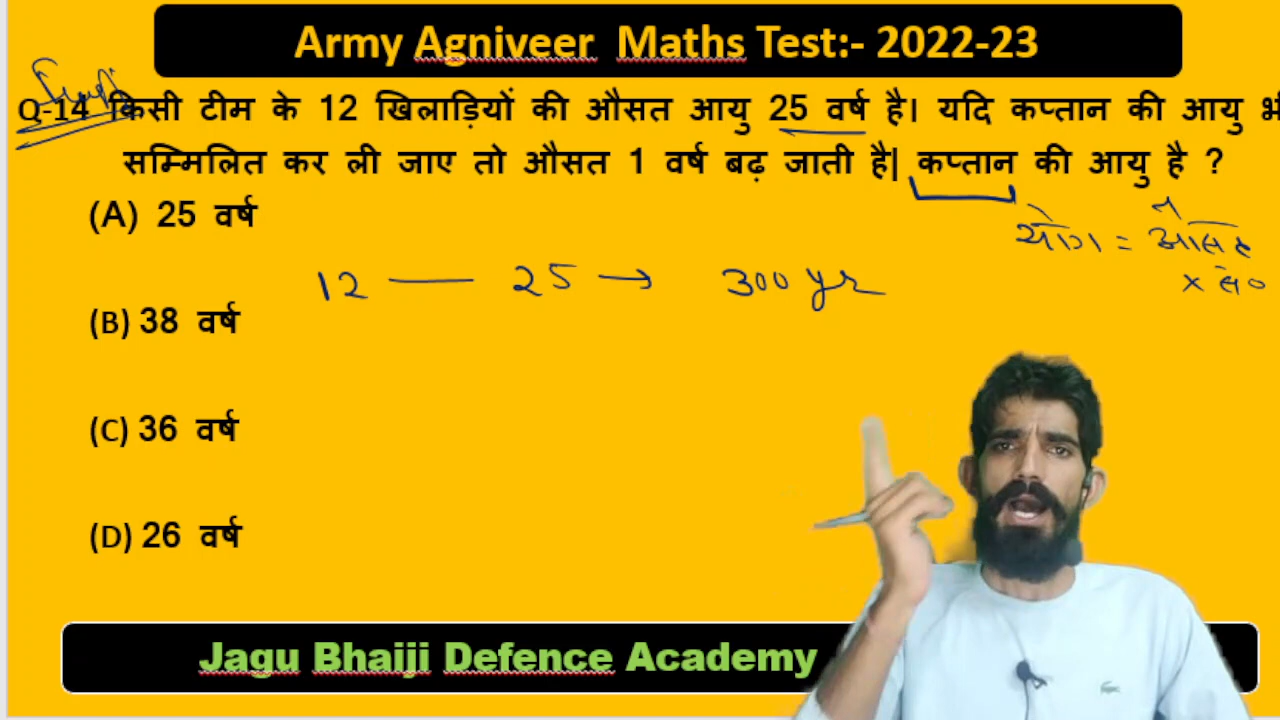 Army Agniveer Maths Test:- 2022-23
Q-14 किसी टीम के 12 खिलाड़ियों की औसत आयु 25 वर्ष है। यदि कप्तान की आयु भी
सम्मिलित कर ली जाए तो औसत 1 वर्ष बढ़ जाती है| कप्तान की आयु है ?
(A) 25 वर्ष
योग = औसत
× सं०
12 — 25 → 300 yr
(B) 38 वर्ष
(C) 36 वर्ष
(D) 26 वर्ष
Jagu Bhaiji Defence Academy